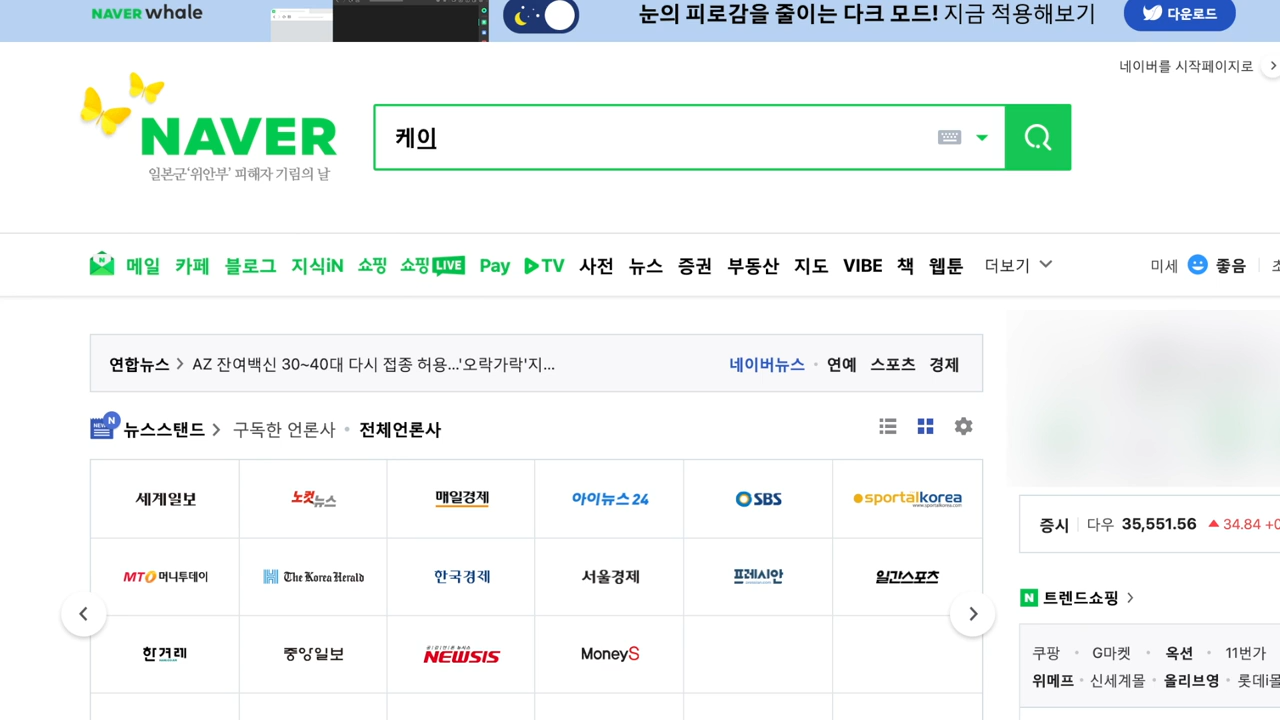 NAVER whale
눈의 피로감을 줄이는 다크 모드! 지금 적용해보기
다운로드
네이버를 시작페이지로
NAVER
일본군'위안부' 피해자 기림의 날
케이
메일 카페 블로그 지식iN 쇼핑 쇼핑LIVE Pay TV 사전 뉴스 증권 부동산 지도 VIBE 책 웹툰 더보기
미세 좋음
연합뉴스 AZ 잔여백신 30~40대 다시 접종 허용...'오락가락'지...
네이버뉴스 연예 스포츠 경제
뉴스스탠드 구독한 언론사 전체언론사
세계일보 노컷뉴스 매일경제 아이뉴스24 SBS sportalkorea
www.sportalkorea.com
증시 다우 35,551.56 34.84
MTO머니투데이 The Korea Herald 한국경제 서울경제 프레시안 일간스포츠
트렌드쇼핑
한겨레 중앙일보 NEWSIS MoneyS
쿠팡 G마켓 옥션 11번가
위메프 신세계몰 올리브영 롯데i몰